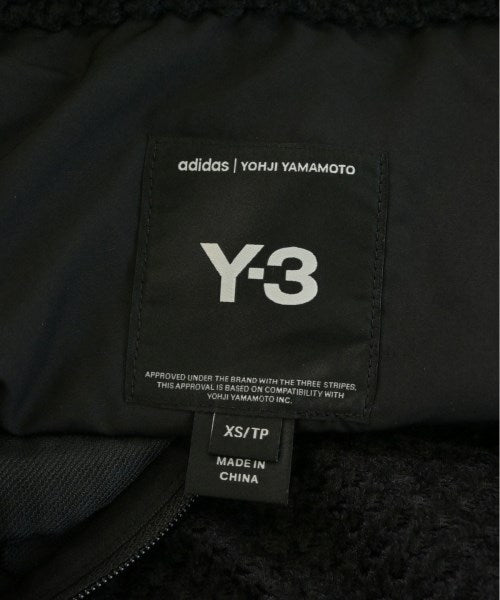 adidas | YOHJI YAMAMOTO
Y-3
APPROVED UNDER THE BRAND WITH THE THREE STRIPES.
THIS APPROVAL IS BASED ON COMPATIBILITY WITH
YOHJI YAMAMOTO INC.
XS/TP
MADE IN
CHINA